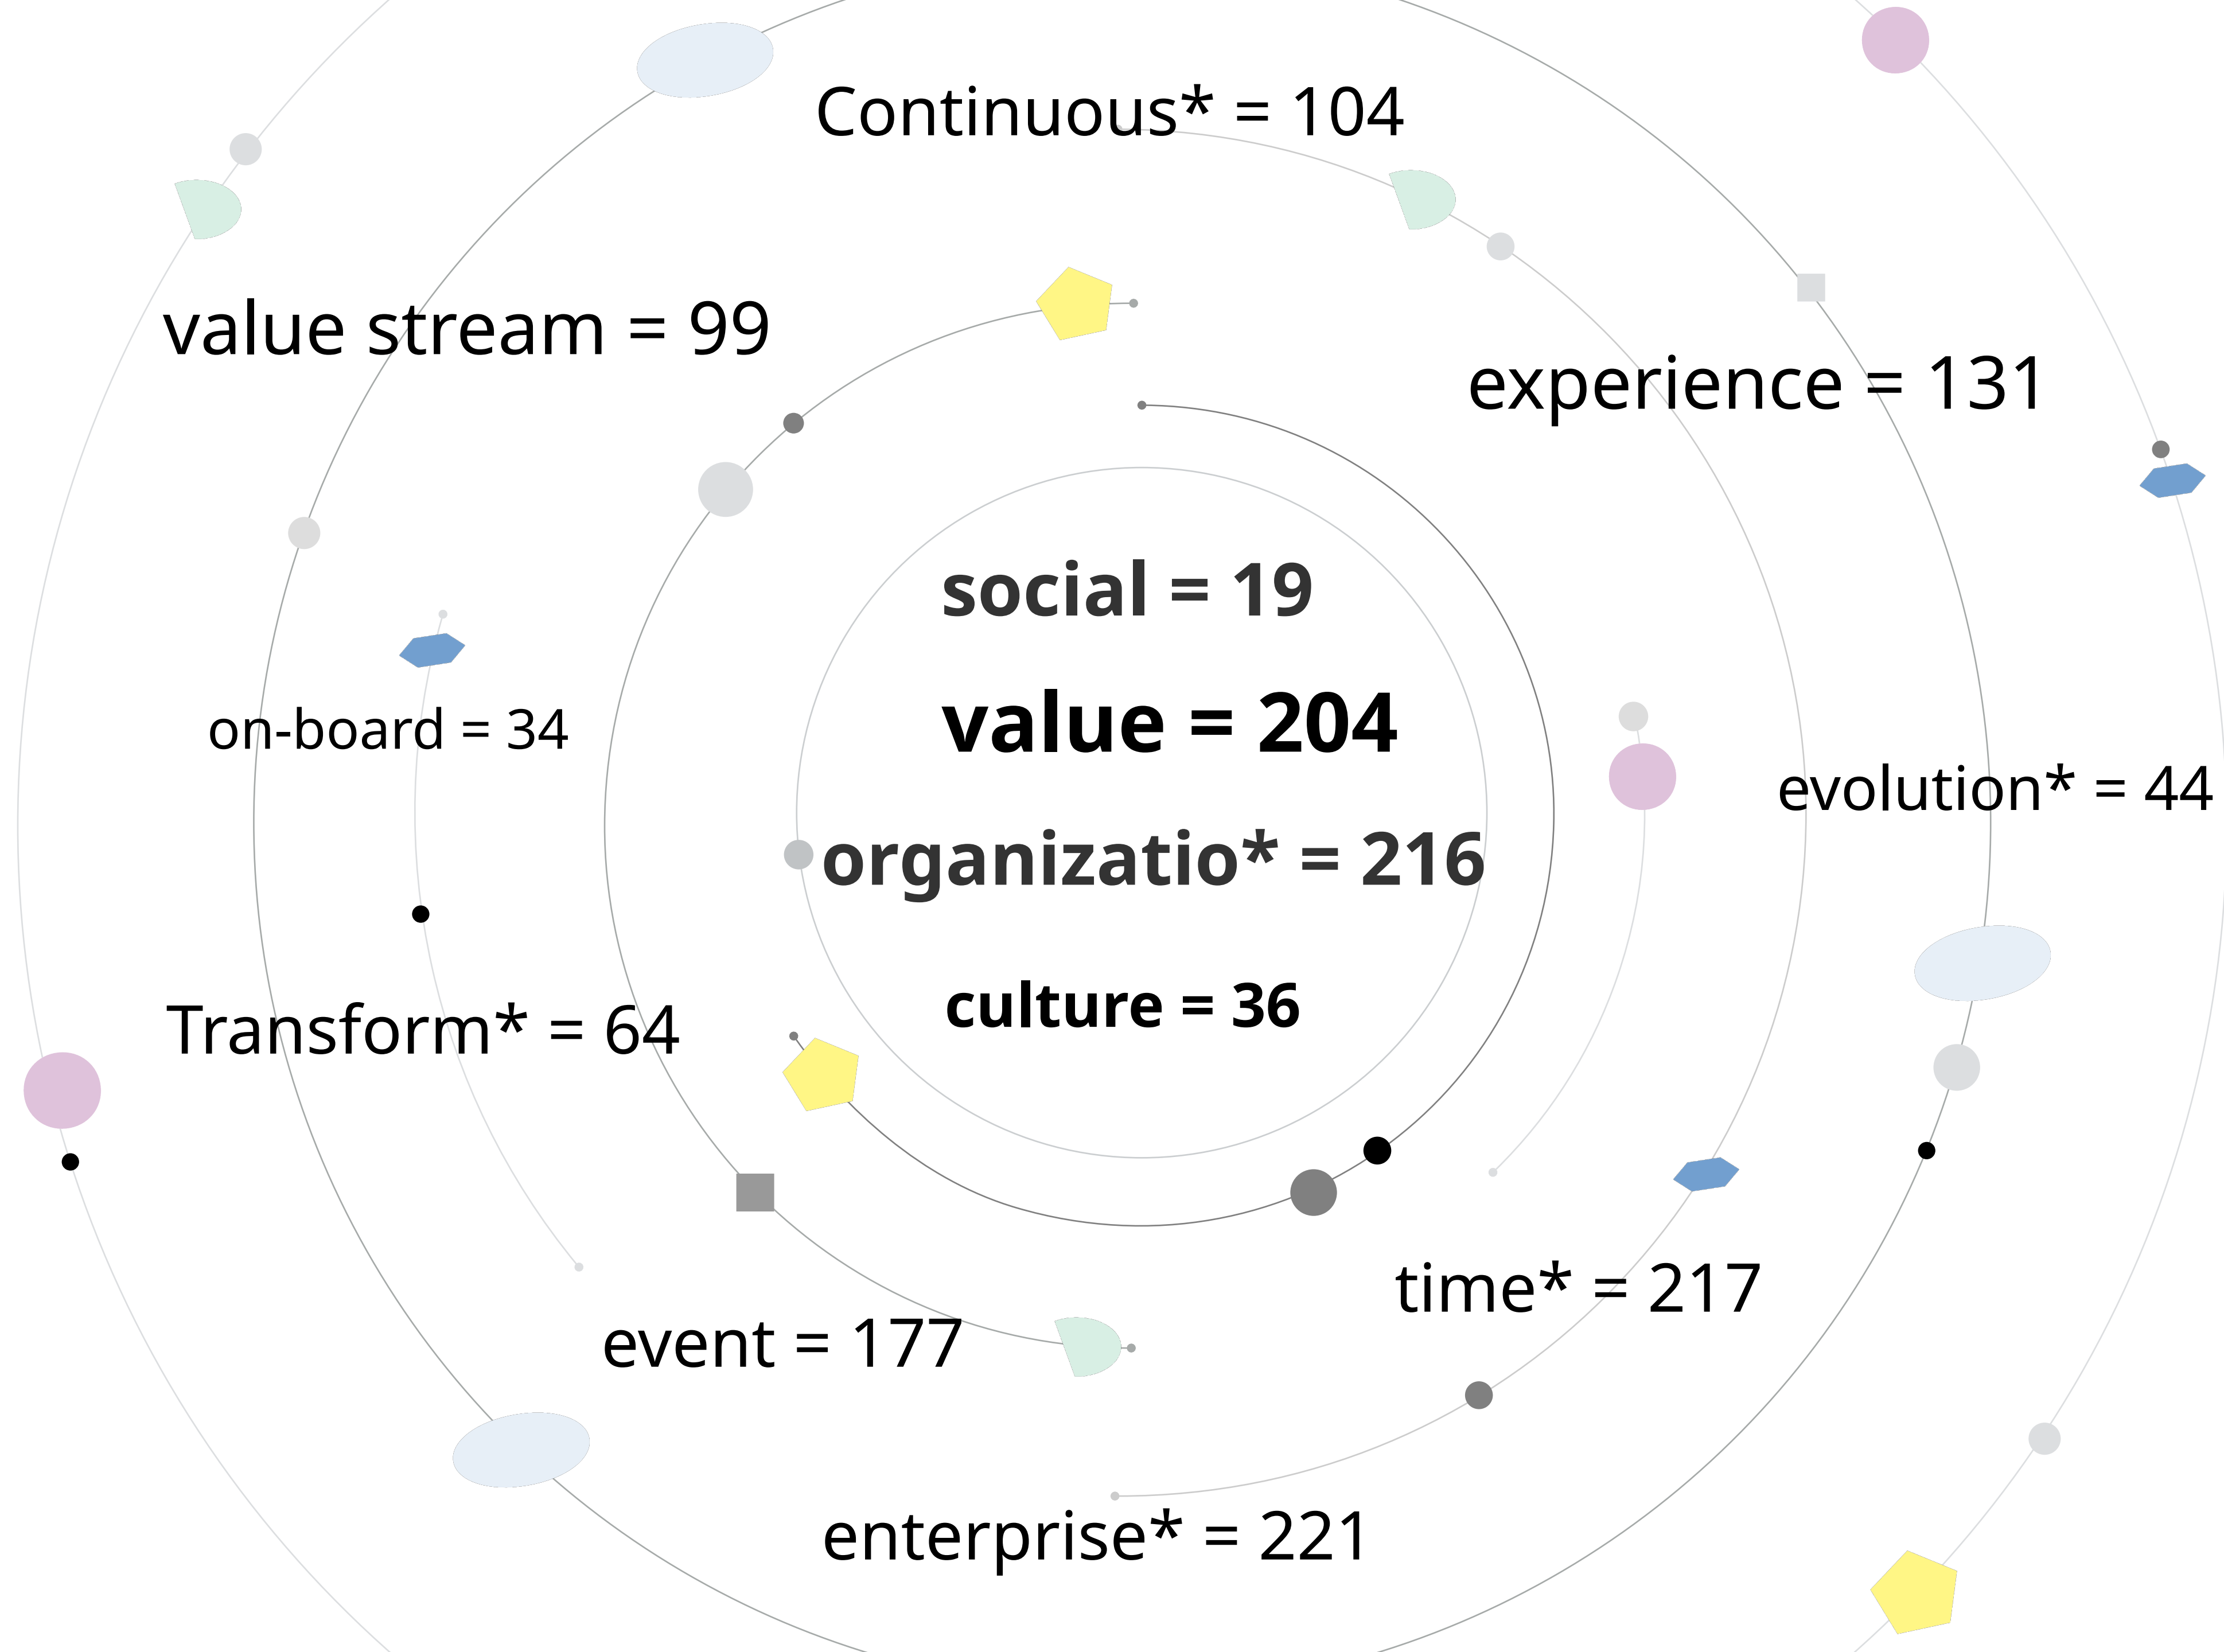 Continuous* = 104
value stream = 99
experience = 131
social = 19
value = 204
on-board = 34
evolution* = 44
organizatio* = 216
culture = 36
Transform* = 64
time* = 217
event = 177
enterprise* = 221